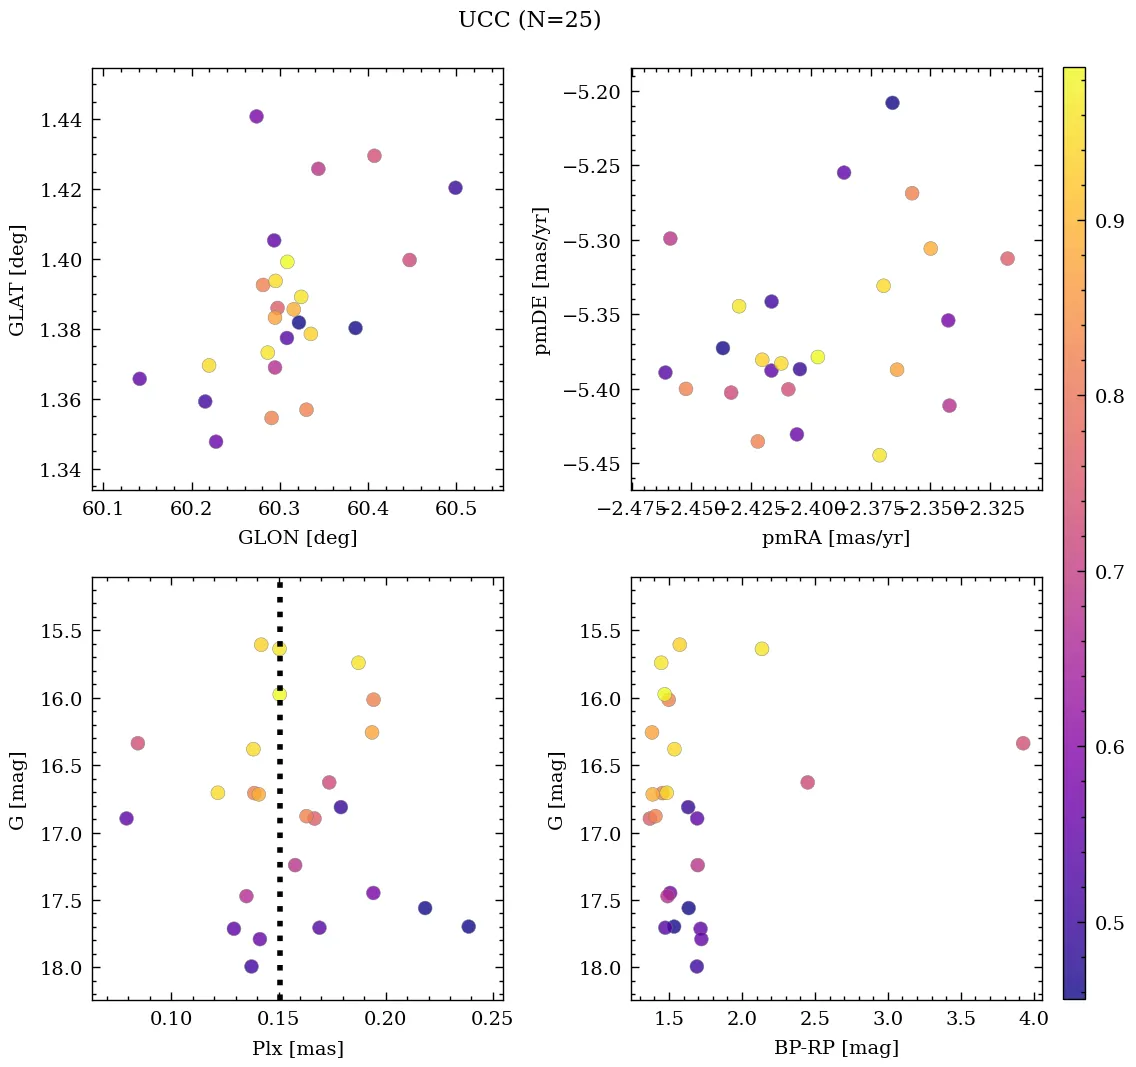 UCC (N=25)
1.44
1.42
1.40
1.38
1.36
1.34
GLAT [deg]
60.1 60.2 60.3 60.4 60.5
GLON [deg]
−5.20
−5.25
−5.30
−5.35
−5.40
−5.45
pmDE [mas/yr]
−2.475 −2.450 −2.425 −2.400 −2.375 −2.350 −2.325
pmRA [mas/yr]
0.9
0.8
0.7
0.6
0.5
15.5
16.0
16.5
17.0
17.5
18.0
G [mag]
0.10 0.15 0.20 0.25
Plx [mas]
15.5
16.0
16.5
17.0
17.5
18.0
G [mag]
1.5 2.0 2.5 3.0 3.5 4.0
BP-RP [mag]